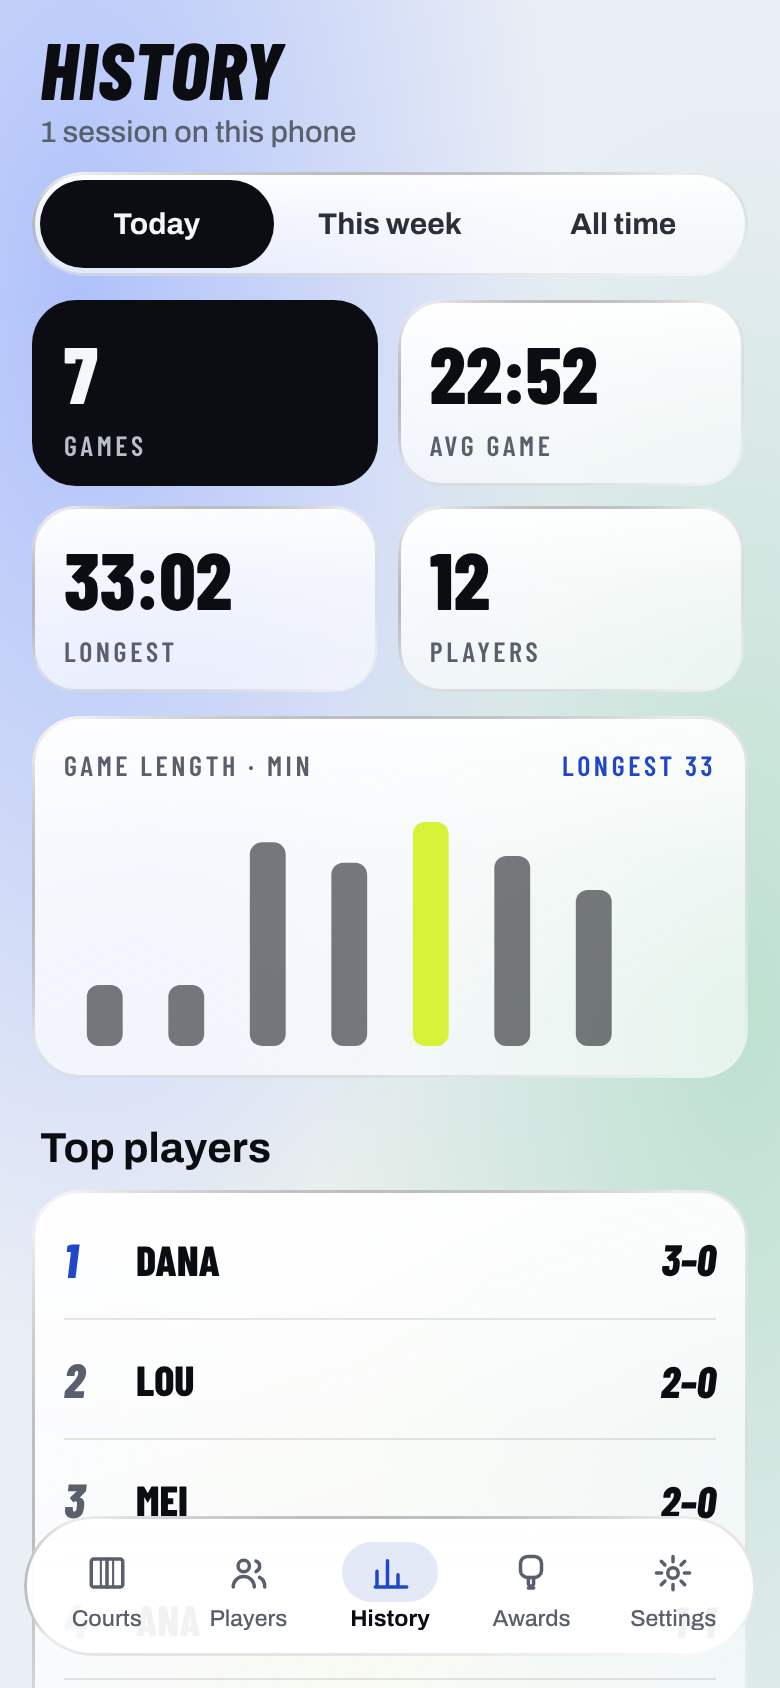 HISTORY
1 session on this phone
Today This week All time
7
GAMES
22:52
AVG GAME
33:02
LONGEST
12
PLAYERS
GAME LENGTH · MIN LONGEST 33
Top players
1 DANA 3–0
2 LOU 2–0
3 MEI 2–0
4 ANA
Courts Players History Awards Settings